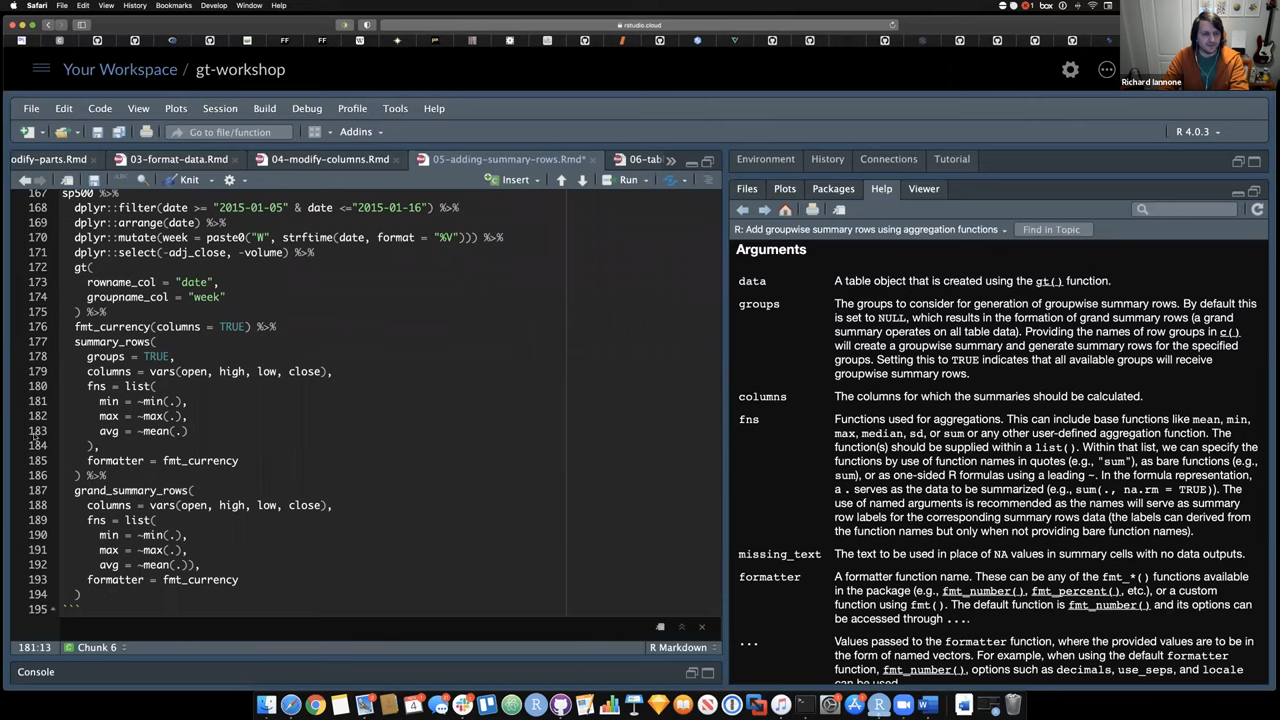 Safari File Edit View History Bookmarks Develop Window Help
box
rstudio.cloud
Richard Iannone
Your Workspace / gt-workshop
File Edit Code View Plots Session Build Debug Profile Tools Help
Go to file/function Addins
R 4.0.3
odify-parts.Rmd 03-format-data.Rmd 04-modify-columns.Rmd 05-adding-summary-rows.Rmd* 06-tab
Knit Insert Run
167 sp500 %>%
168 dplyr::filter(date >= "2015-01-05" & date <="2015-01-16") %>%
169 dplyr::arrange(date) %>%
170 dplyr::mutate(week = paste0("W", strftime(date, format = "%V"))) %>%
171 dplyr::select(-adj_close, -volume) %>%
172 gt(
173 rowname_col = "date",
174 groupname_col = "week"
175 ) %>%
176 fmt_currency(columns = TRUE) %>%
177 summary_rows(
178 groups = TRUE,
179 columns = vars(open, high, low, close),
180 fns = list(
181 min = ~min(.),
182 max = ~max(.),
183 avg = ~mean(.)
184 ),
185 formatter = fmt_currency
186 ) %>%
187 grand_summary_rows(
188 columns = vars(open, high, low, close),
189 fns = list(
190 min = ~min(.),
191 max = ~max(.),
192 avg = ~mean(.)),
193 formatter = fmt_currency
194 )
195 ```
181:13 Chunk 6 R Markdown
Console
Environment History Connections Tutorial
Files Plots Packages Help Viewer
R: Add groupwise summary rows using aggregation functions Find in Topic
Arguments
data A table object that is created using the gt() function.
groups The groups to consider for generation of groupwise summary rows. By default this
is set to NULL, which results in the formation of grand summary rows (a grand
summary operates on all table data). Providing the names of row groups in c()
will create a groupwise summary and generate summary rows for the specified
groups. Setting this to TRUE indicates that all available groups will receive
groupwise summary rows.
columns The columns for which the summaries should be calculated.
fns Functions used for aggregations. This can include base functions like mean, min,
max, median, sd, or sum or any other user-defined aggregation function. The
function(s) should be supplied within a list(). Within that list, we can specify the
functions by use of function names in quotes (e.g., "sum"), as bare functions (e.g.,
sum), or as one-sided R formulas using a leading ~. In the formula representation,
a . serves as the data to be summarized (e.g., sum(., na.rm = TRUE)). The
use of named arguments is recommended as the names will serve as summary
row labels for the corresponding summary rows data (the labels can derived from
the function names but only when not providing bare function names).
missing_text The text to be used in place of NA values in summary cells with no data outputs.
formatter A formatter function name. These can be any of the fmt_*() functions available
in the package (e.g., fmt_number(), fmt_percent(), etc.), or a custom
function using fmt(). The default function is fmt_number() and its options can
be accessed through ....
... Values passed to the formatter function, where the provided values are to be in
the form of named vectors. For example, when using the default formatter
function, fmt_number(), options such as decimals, use_seps, and locale
can be used.